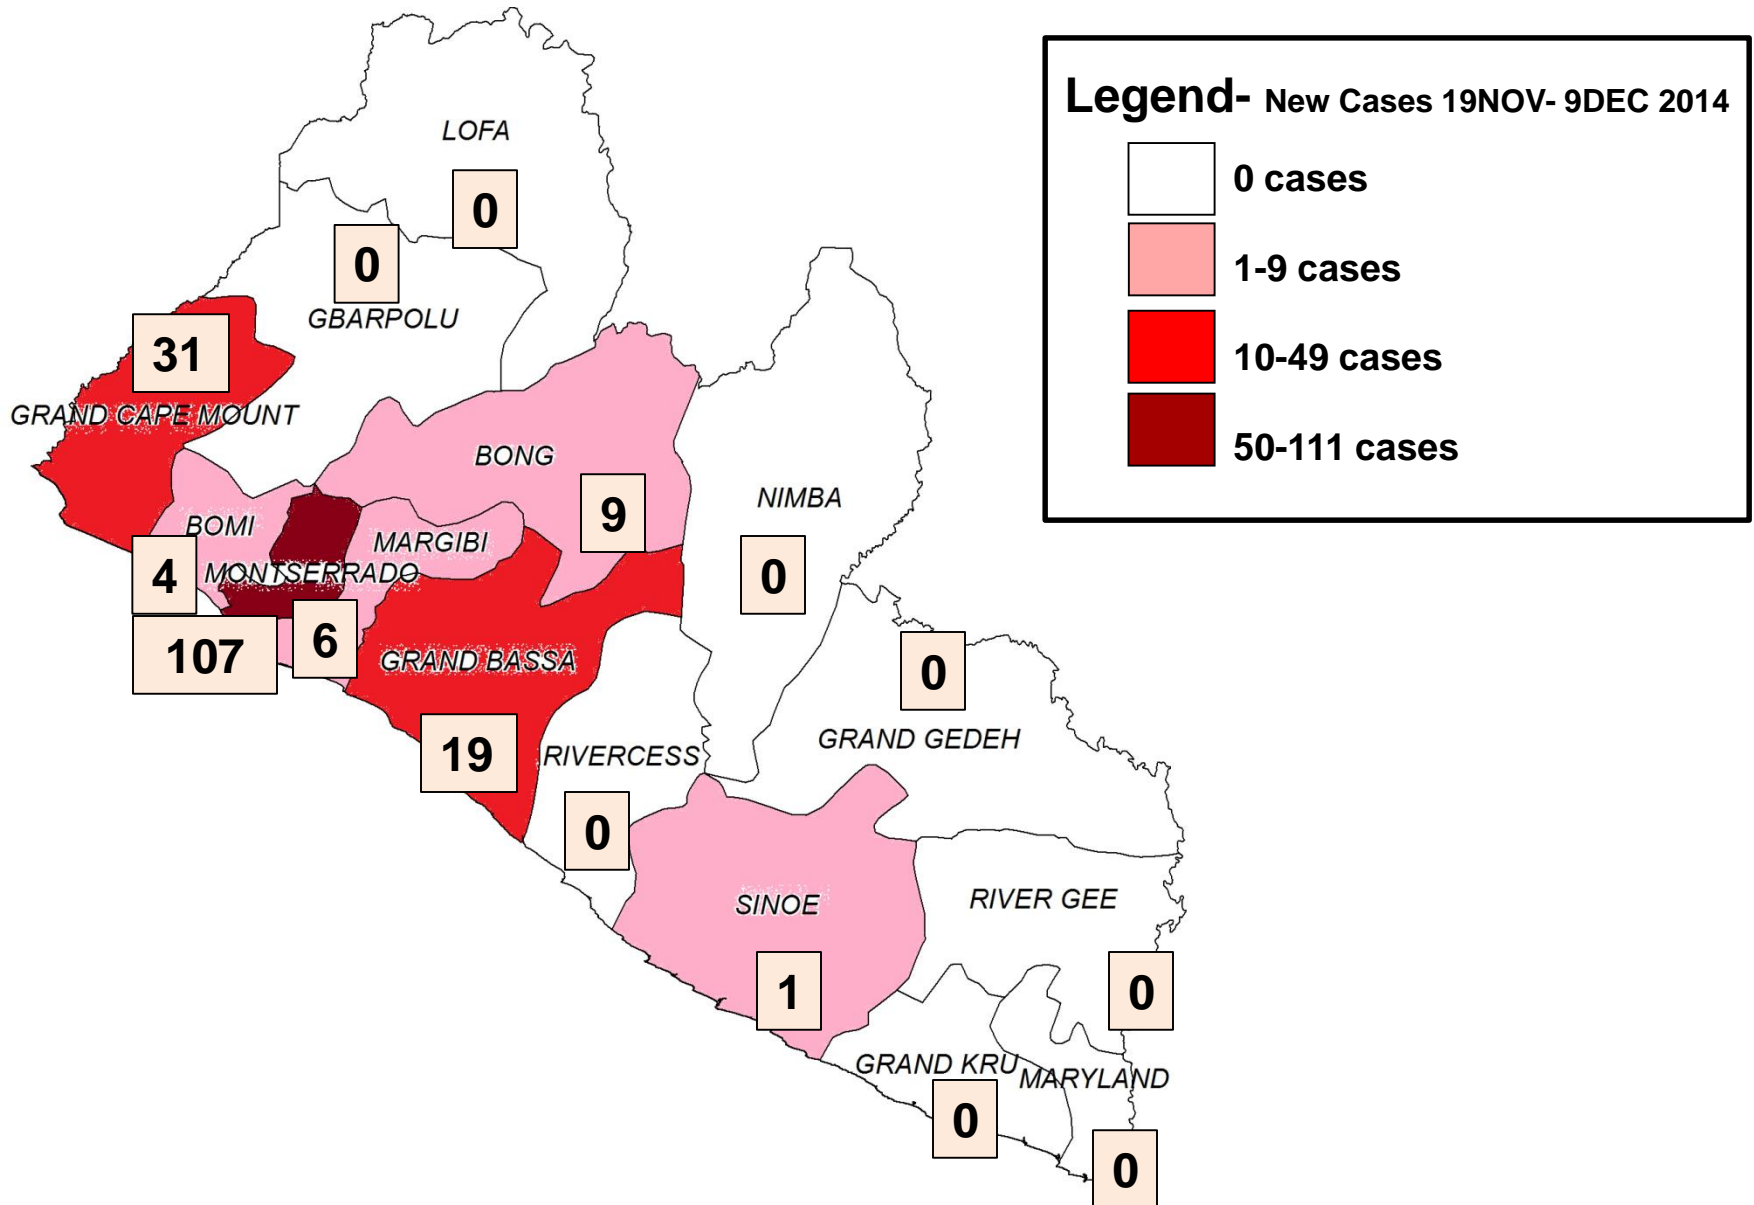 Legend- New Cases 19NOV- 9DEC 2014
0 cases
1-9 cases
10-49 cases
50-111 cases
LOFA
0
0
GBARPOLU
31
GRAND CAPE MOUNT
BONG
9
NIMBA
0
BOMI
MARGIBI
4
MONTSERRADO
107
6
GRAND BASSA
19
RIVERCESS
0
0
GRAND GEDEH
SINOE
1
RIVER GEE
0
GRAND KRU
0
MARYLAND
0